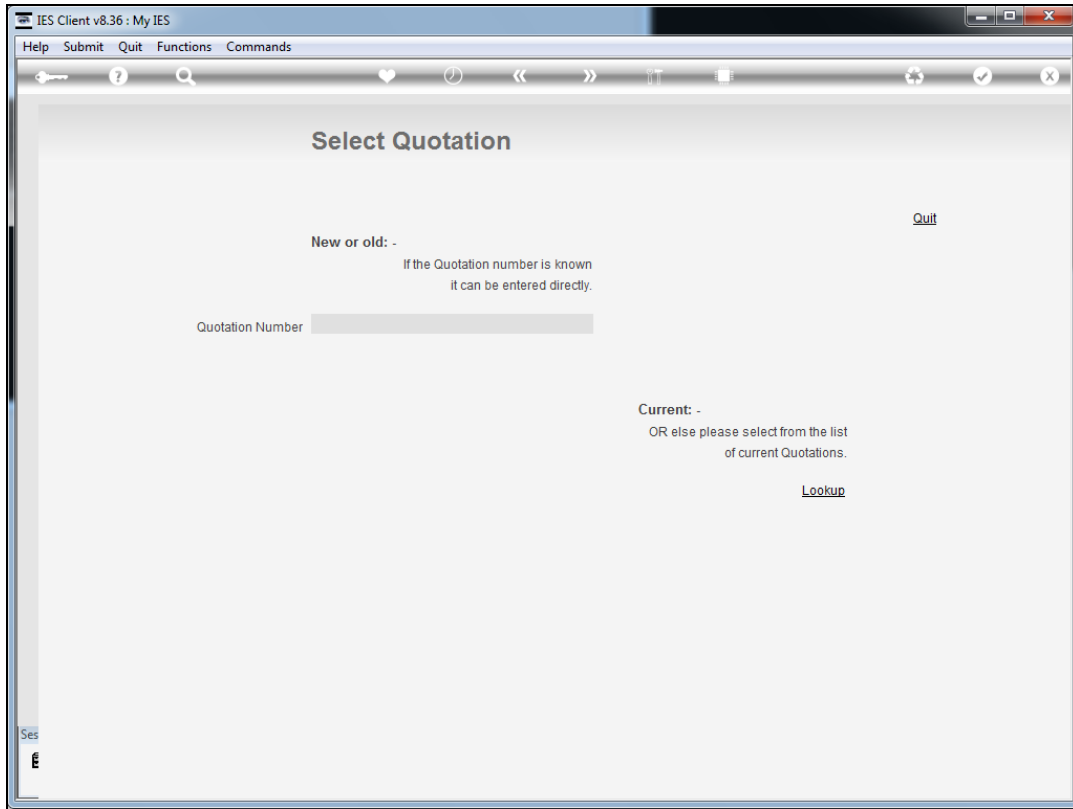 IES Client v8.36 : My IES
Help Submit Quit Functions Commands
Select Quotation
Quit
New or old: -
If the Quotation number is known
it can be entered directly.
Quotation Number
Current: -
OR else please select from the list
of current Quotations.
Lookup
Ses